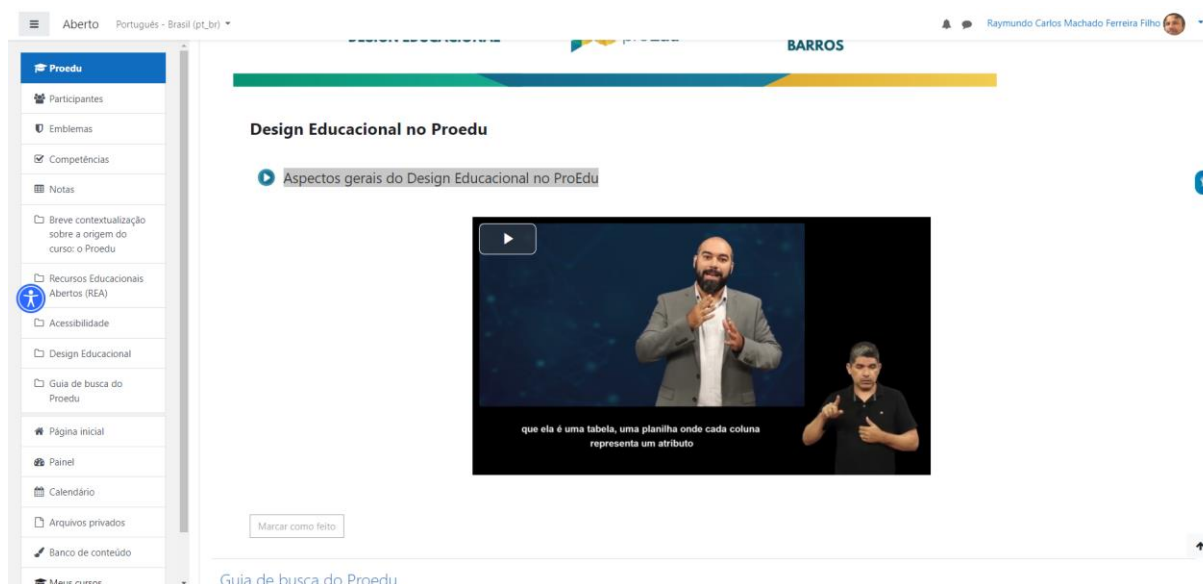 Aberto
Português - Brasil (pt_br)
Raymundo Carlos Machado Ferreira Filho
Proedu
Participantes
Emblemas
Competências
Notas
Breve contextualização
sobre a origem do
curso: o Proedu
Recursos Educacionais
Abertos (REA)
Acessibilidade
Design Educacional
Guia de busca do
Proedu
Página inicial
Painel
Calendário
Arquivos privados
Banco de conteúdo
Meus cursos
DESIGN EDUCACIONAL
proEdu
BARROS
Design Educacional no Proedu
Aspectos gerais do Design Educacional no ProEdu
que ela é uma tabela, uma planilha onde cada coluna
representa um atributo
Marcar como feito
Guia de busca do Proedu